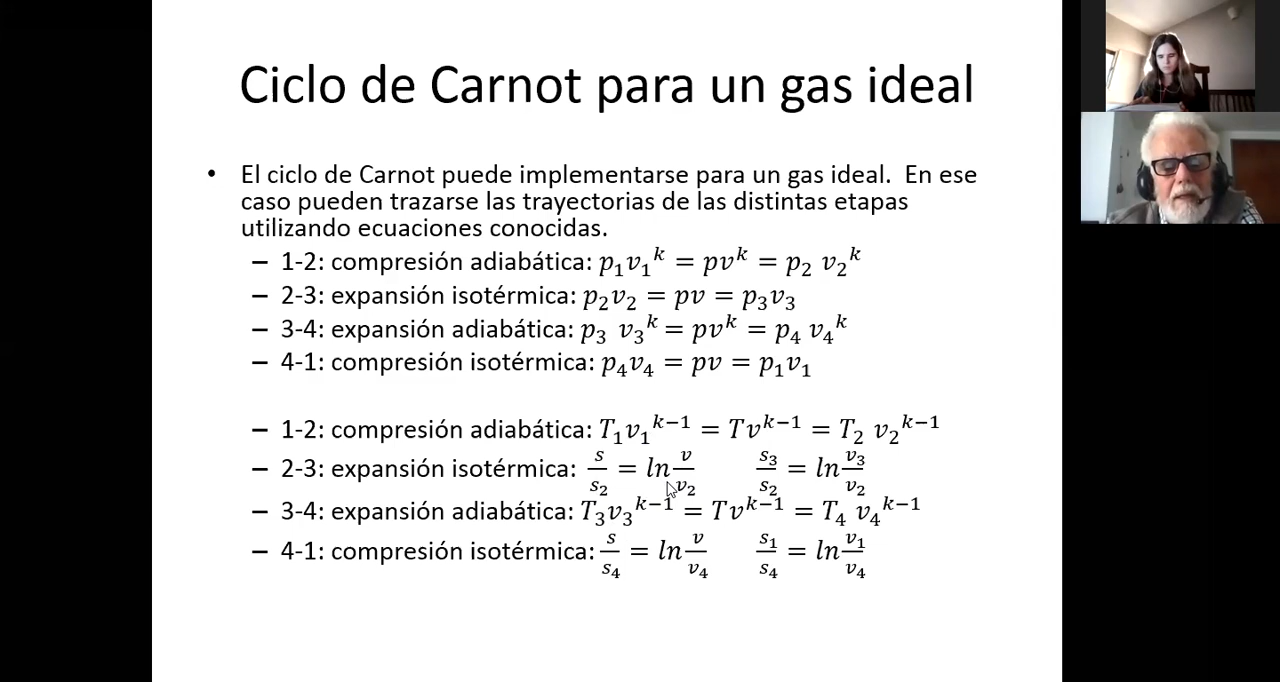 Ciclo de Carnot para un gas ideal
• El ciclo de Carnot puede implementarse para un gas ideal. En ese
caso pueden trazarse las trayectorias de las distintas etapas
utilizando ecuaciones conocidas.
– 1-2: compresión adiabática: p₁v₁ᵏ = pvᵏ = p₂ v₂ᵏ
– 2-3: expansión isotérmica: p₂v₂ = pv = p₃v₃
– 3-4: expansión adiabática: p₃ v₃ᵏ = pvᵏ = p₄ v₄ᵏ
– 4-1: compresión isotérmica: p₄v₄ = pv = p₁v₁
– 1-2: compresión adiabática: T₁v₁ᵏ⁻¹ = Tvᵏ⁻¹ = T₂ v₂ᵏ⁻¹
– 2-3: expansión isotérmica: s/s₂ = ln v/v₂ s₃/s₂ = ln v₃/v₂
– 3-4: expansión adiabática: T₃v₃ᵏ⁻¹ = Tvᵏ⁻¹ = T₄ v₄ᵏ⁻¹
– 4-1: compresión isotérmica: s/s₄ = ln v/v₄ s₁/s₄ = ln v₁/v₄